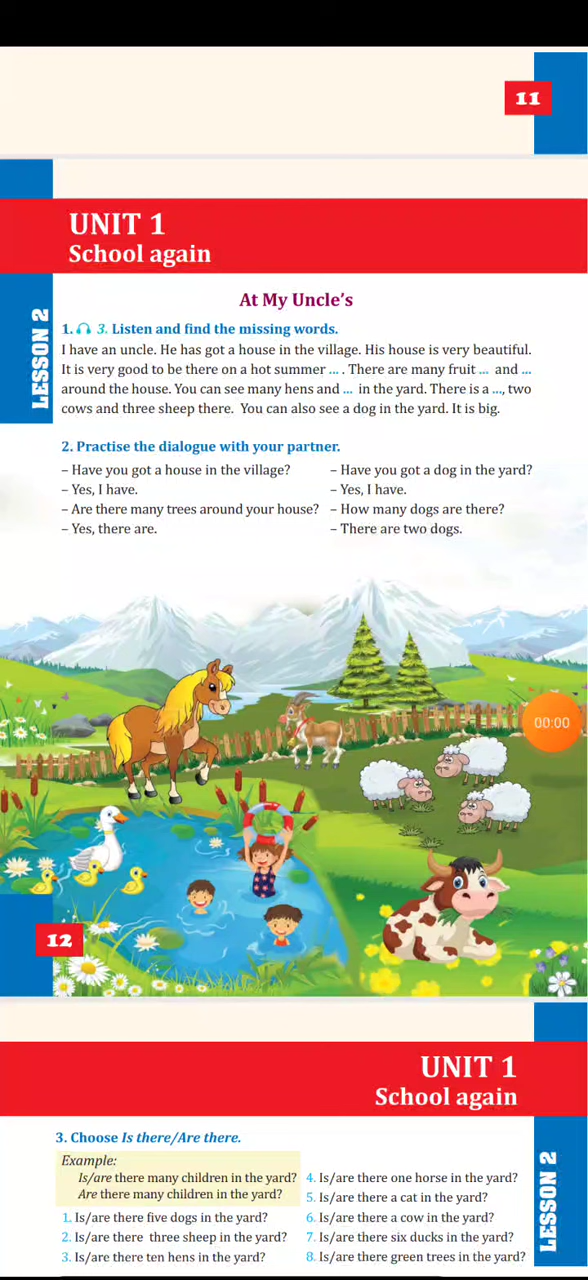 11
UNIT 1
School again
LESSON 2
At My Uncle's
1. 3. Listen and find the missing words.
I have an uncle. He has got a house in the village. His house is very beautiful.
It is very good to be there on a hot summer ... . There are many fruit ... and ...
around the house. You can see many hens and ... in the yard. There is a ..., two
cows and three sheep there. You can also see a dog in the yard. It is big.
2. Practise the dialogue with your partner.
– Have you got a house in the village?
– Yes, I have.
– Are there many trees around your house?
– Yes, there are.
– Have you got a dog in the yard?
– Yes, I have.
– How many dogs are there?
– There are two dogs.
00:00
12
UNIT 1
School again
LESSON 2
3. Choose Is there/Are there.
Example:
Is/are there many children in the yard?
Are there many children in the yard?
1. Is/are there five dogs in the yard?
2. Is/are there three sheep in the yard?
3. Is/are there ten hens in the yard?
4. Is/are there one horse in the yard?
5. Is/are there a cat in the yard?
6. Is/are there a cow in the yard?
7. Is/are there six ducks in the yard?
8. Is/are there green trees in the yard?